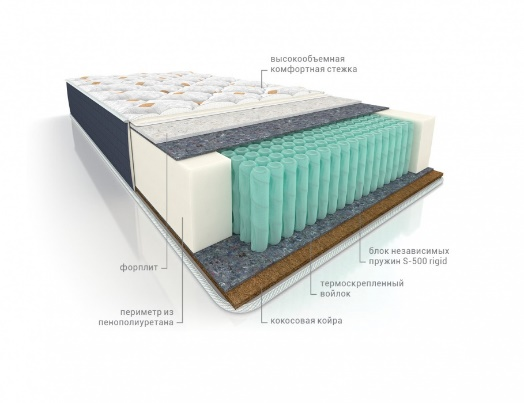 высокообъемная
комфортная стежка
блок независимых
пружин S-500 rigid
форплит
термоскрепленный
войлок
периметр из
пенополиуретана
кокосовая койра